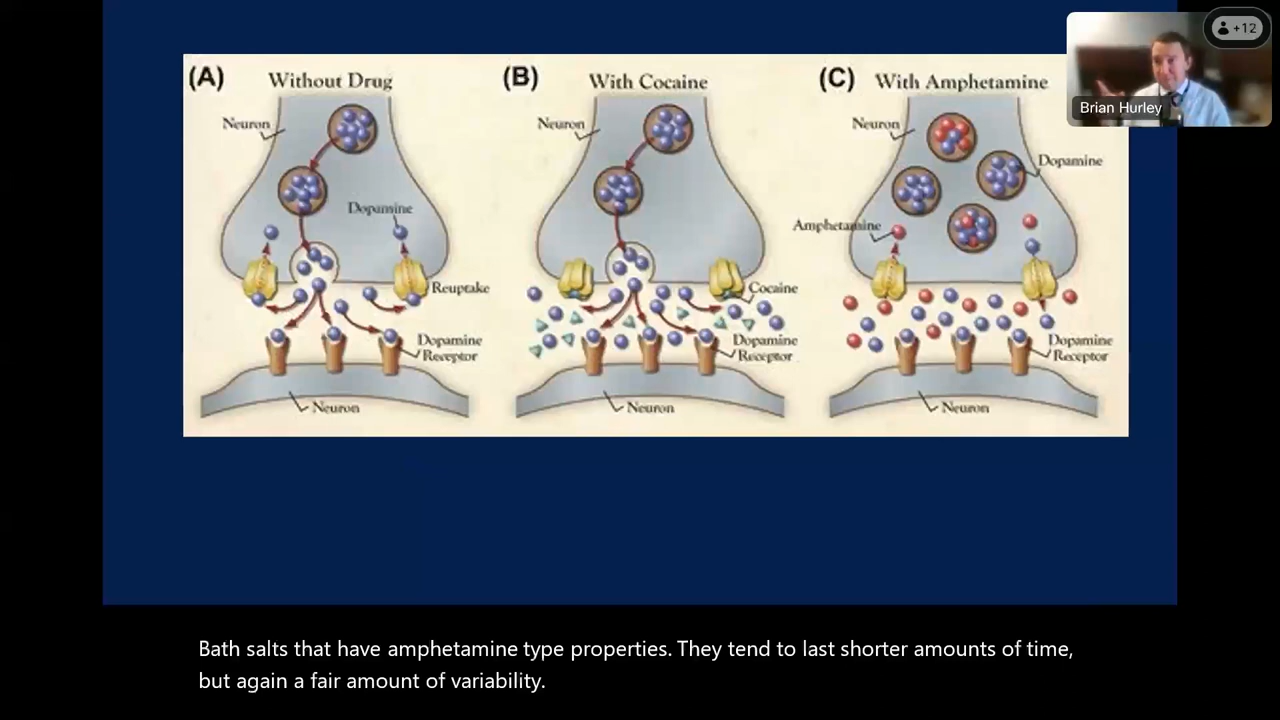 (A) Without Drug
Neuron
Dopamine
Reuptake
Dopamine
Receptor
Neuron
(B) With Cocaine
Neuron
Cocaine
Dopamine
Receptor
Neuron
(C) With Amphetamine
Neuron
Dopamine
Amphetamine
Dopamine
Receptor
Neuron
+12
Brian Hurley
Bath salts that have amphetamine type properties. They tend to last shorter amounts of time,
but again a fair amount of variability.